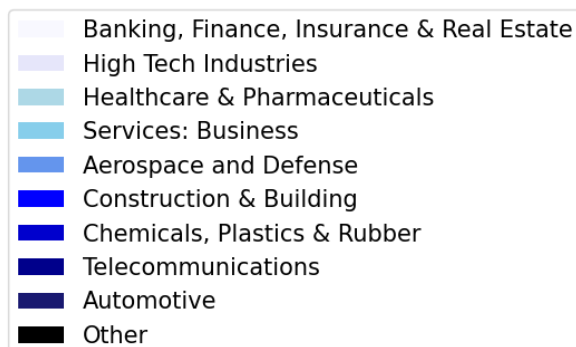 Banking, Finance, Insurance & Real Estate
High Tech Industries
Healthcare & Pharmaceuticals
Services: Business
Aerospace and Defense
Construction & Building
Chemicals, Plastics & Rubber
Telecommunications
Automotive
Other